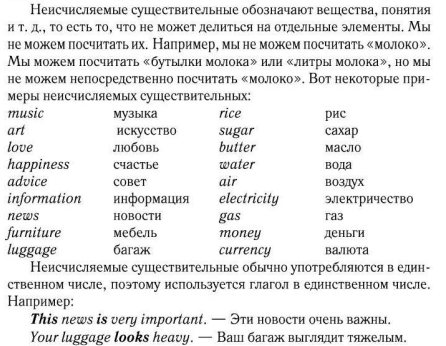 Неисчисляемые существительные обозначают вещества, понятия
и т. д., то есть то, что не может делиться на отдельные элементы. Мы
не можем посчитать их. Например, мы не можем посчитать «молоко».
Мы можем посчитать «бутылки молока» или «литры молока», но мы
не можем непосредственно посчитать «молоко». Вот некоторые при-
меры неисчисляемых существительных:
music музыка rice рис
art искусство sugar сахар
love любовь butter масло
happiness счастье water вода
advice совет air воздух
information информация electricity электричество
news новости gas газ
furniture мебель money деньги
luggage багаж currency валюта
Неисчисляемые существительные обычно употребляются в един-
ственном числе, поэтому используется глагол в единственном числе.
Например:
This news is very important. — Эти новости очень важны.
Your luggage looks heavy. — Ваш багаж выглядит тяжелым.